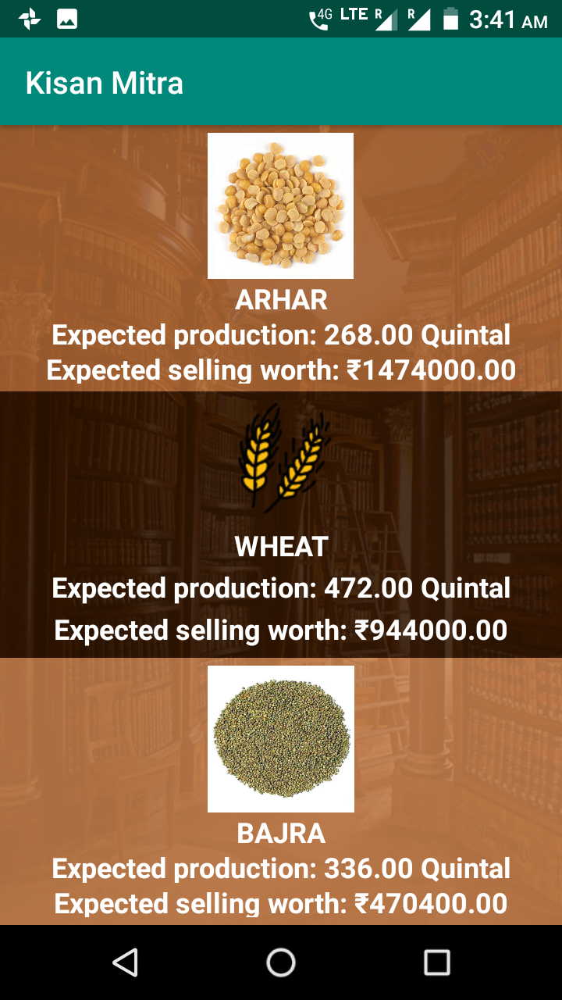 4G LTE R R 3:41 AM
Kisan Mitra
ARHAR
Expected production: 268.00 Quintal
Expected selling worth: ₹1474000.00
WHEAT
Expected production: 472.00 Quintal
Expected selling worth: ₹944000.00
BAJRA
Expected production: 336.00 Quintal
Expected selling worth: ₹470400.00